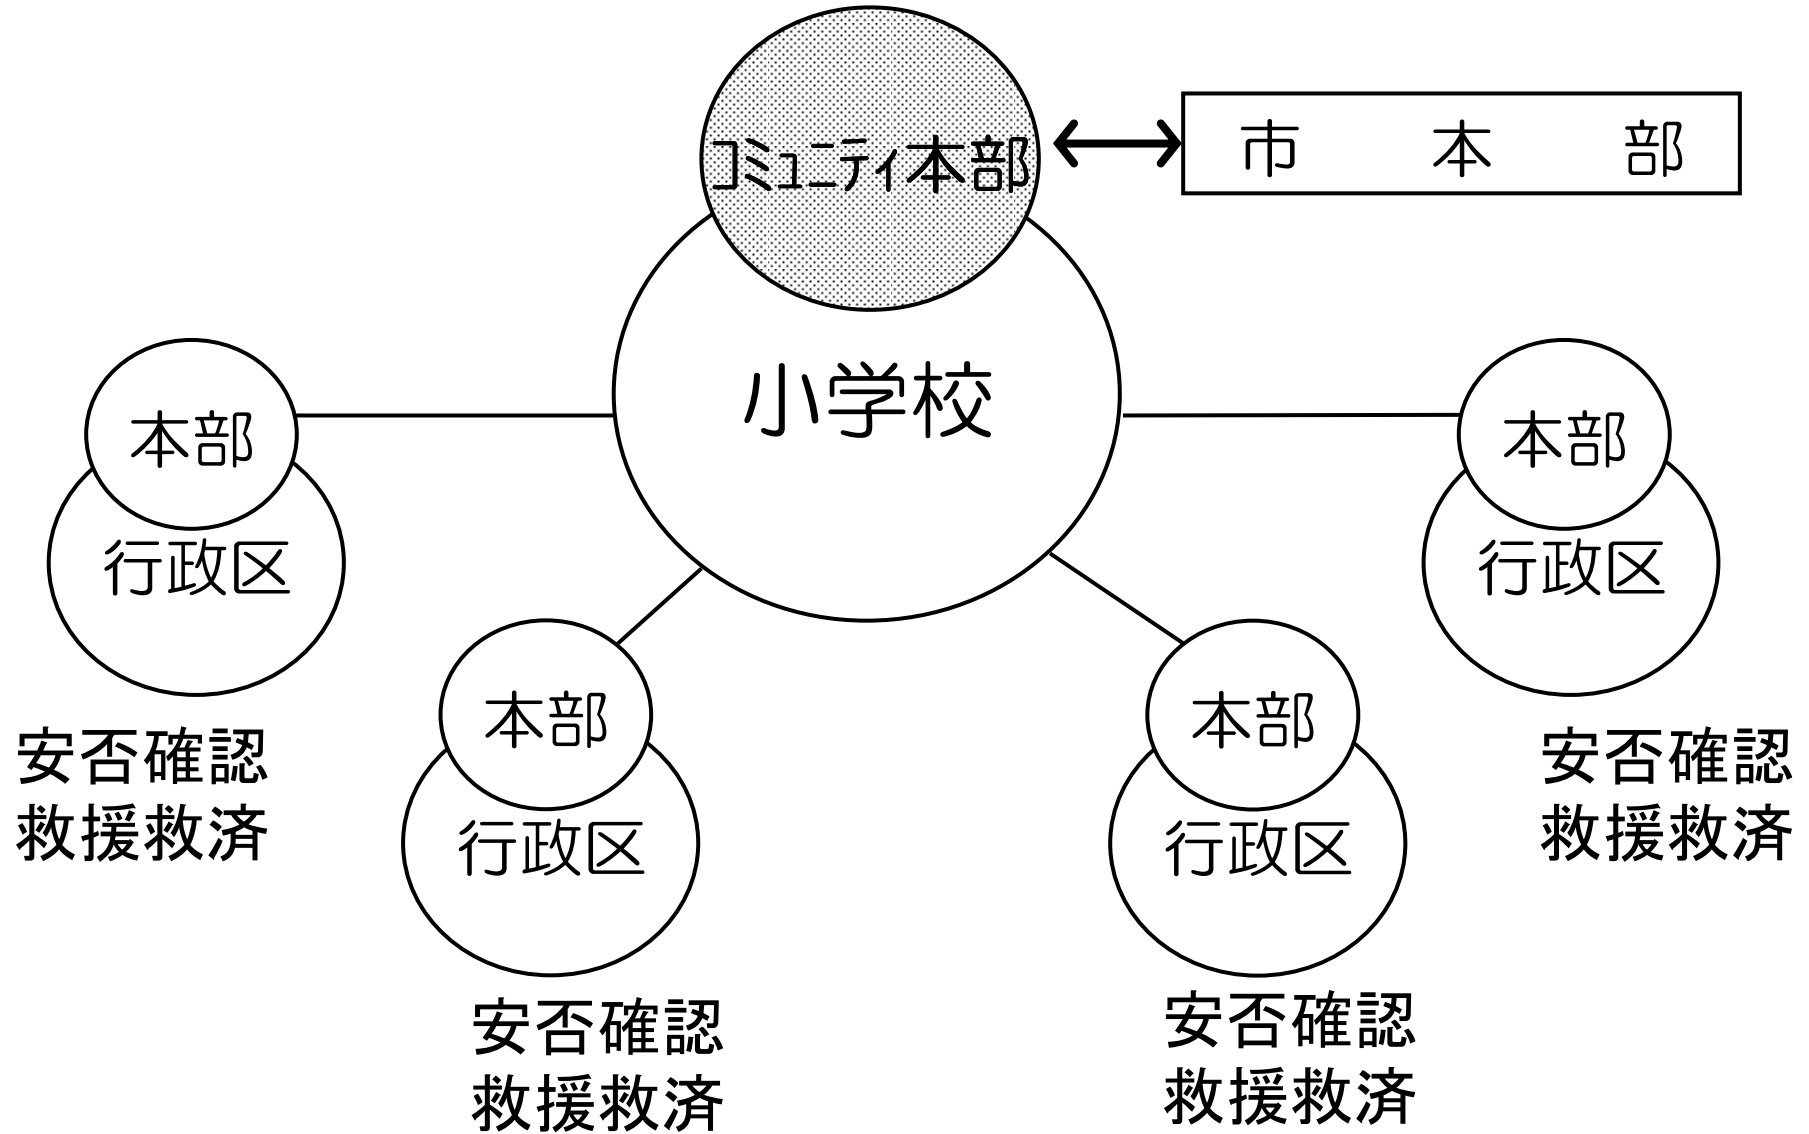 コミュニティ本部
市本部
小学校
本部
行政区
安否確認
救援救済
本部
行政区
安否確認
救援救済
本部
行政区
安否確認
救援救済
本部
行政区
安否確認
救援救済